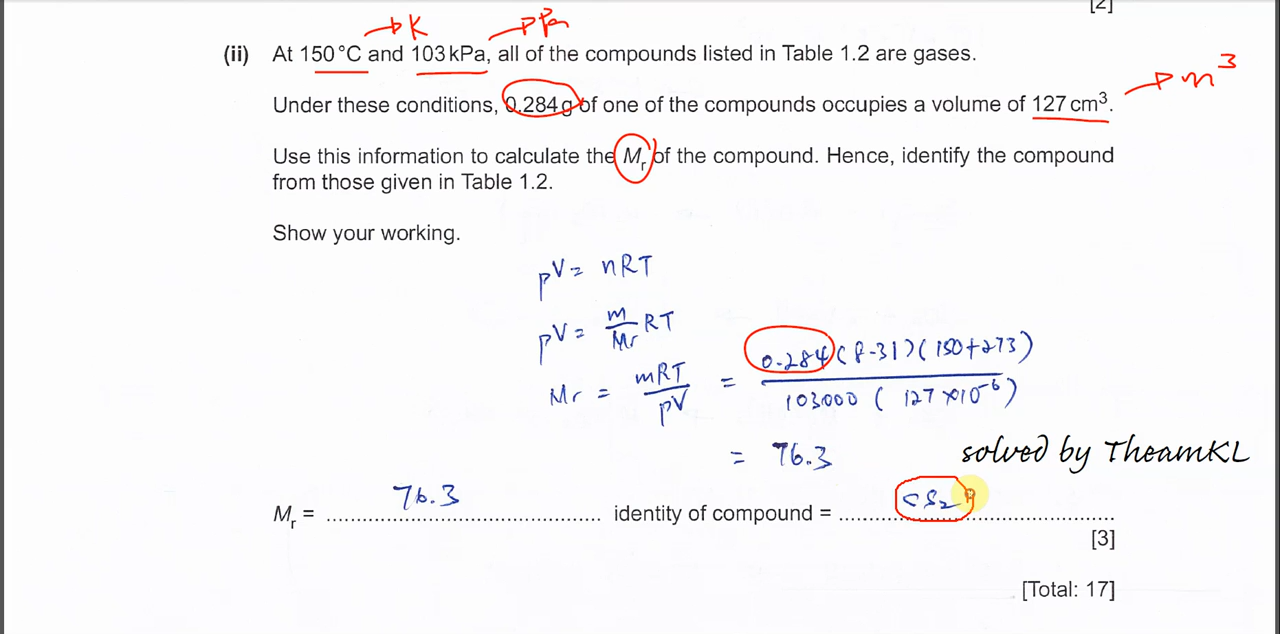 [2]
→ K → Pa
(ii) At 150 °C and 103 kPa, all of the compounds listed in Table 1.2 are gases.
→ m³
Under these conditions, 0.284 g of one of the compounds occupies a volume of 127 cm³.
Use this information to calculate the Mr of the compound. Hence, identify the compound
from those given in Table 1.2.
Show your working.
pV = nRT
pV = m/Mr RT
Mr = mRT/pV = 0.284 (8.31)(150+273) / 103000 (127 × 10⁻⁶)
= 76.3
solved by TheamKL
Mr = 76.3 identity of compound = CS₂
[3]
[Total: 17]